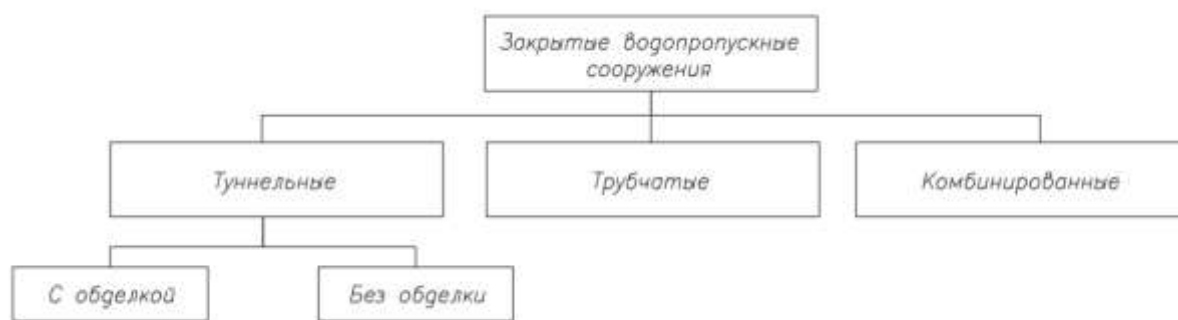 Закрытые водопропускные
сооружения
Туннельные
Трубчатые
Комбинированные
С обделкой
Без обделки